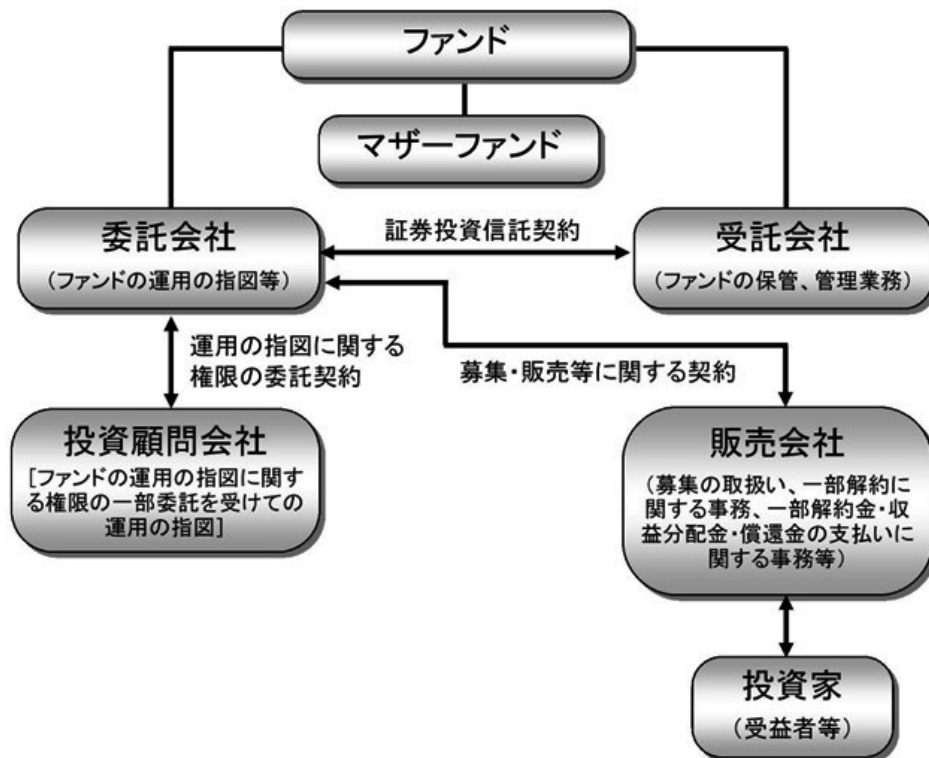 ファンド
マザーファンド
委託会社
（ファンドの運用の指図等）
証券投資信託契約
受託会社
（ファンドの保管、管理業務）
運用の指図に関する
権限の委託契約
募集・販売等に関する契約
投資顧問会社
[ファンドの運用の指図に関す
る権限の一部委託を受けての
運用の指図]
販売会社
（募集の取扱い、一部解約に
関する事務、一部解約金・収
益分配金・償還金の支払いに
関する事務等）
投資家
（受益者等）